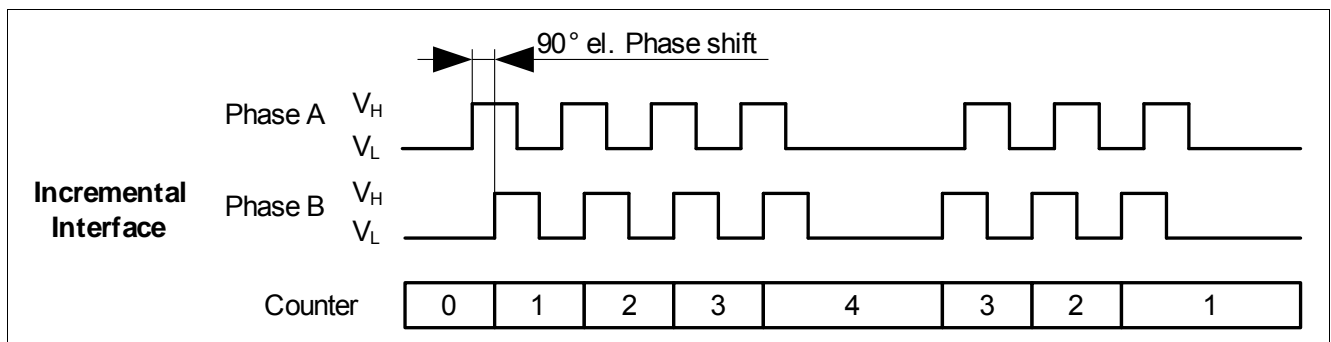 90° el. Phase shift
Phase A
V_H
V_L
Incremental
Interface
Phase B
V_H
V_L
Counter 0 1 2 3 4 3 2 1